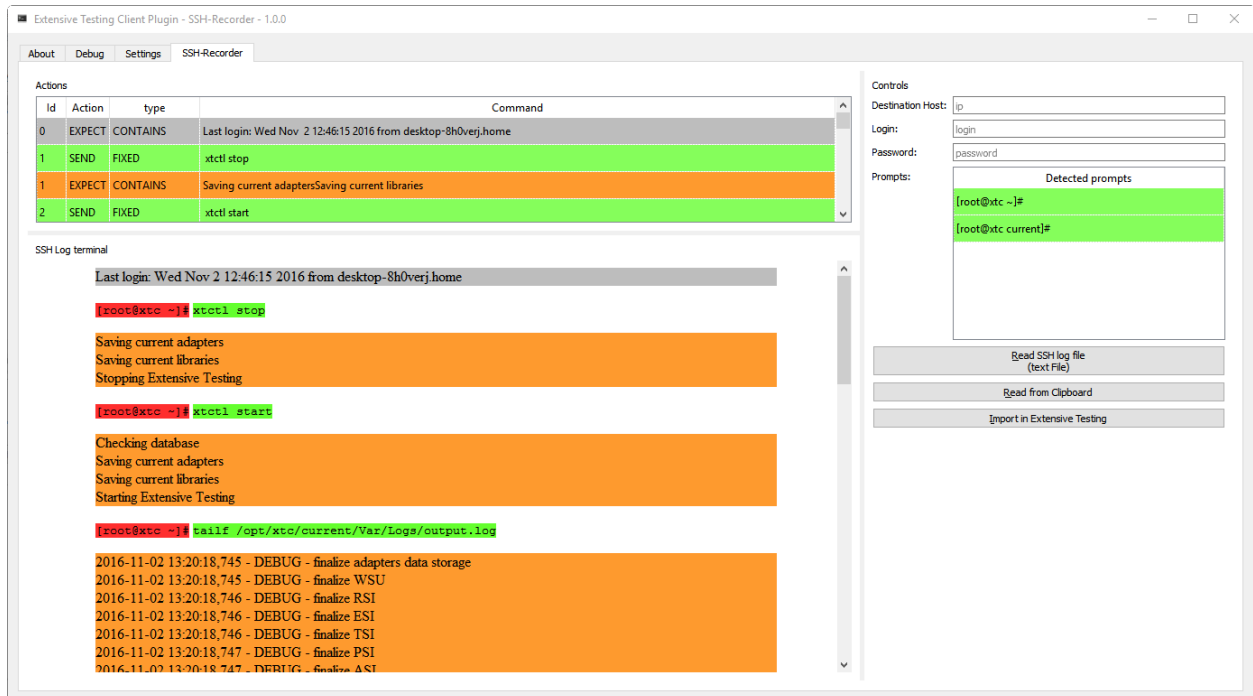 Extensive Testing Client Plugin - SSH-Recorder - 1.0.0
About Debug Settings SSH-Recorder
Actions
Id Action type Command
0 EXPECT CONTAINS Last login: Wed Nov 2 12:46:15 2016 from desktop-8h0verj.home
1 SEND FIXED xtctl stop
1 EXPECT CONTAINS Saving current adaptersSaving current libraries
2 SEND FIXED xtctl start
SSH Log terminal
Last login: Wed Nov 2 12:46:15 2016 from desktop-8h0verj.home
[root@xtc ~]# xtctl stop
Saving current adapters
Saving current libraries
Stopping Extensive Testing
[root@xtc ~]# xtctl start
Checking database
Saving current adapters
Saving current libraries
Starting Extensive Testing
[root@xtc ~]# tailf /opt/xtc/current/Var/Logs/output.log
2016-11-02 13:20:18,745 - DEBUG - finalize adapters data storage
2016-11-02 13:20:18,745 - DEBUG - finalize WSU
2016-11-02 13:20:18,746 - DEBUG - finalize RSI
2016-11-02 13:20:18,746 - DEBUG - finalize ESI
2016-11-02 13:20:18,746 - DEBUG - finalize TSI
2016-11-02 13:20:18,747 - DEBUG - finalize PSI
2016-11-02 13:20:18,747 - DEBUG - finalize ASI
Controls
Destination Host: ip
Login: login
Password: password
Prompts: Detected prompts
[root@xtc ~]#
[root@xtc current]#
Read SSH log file
(text File)
Read from Clipboard
Import in Extensive Testing